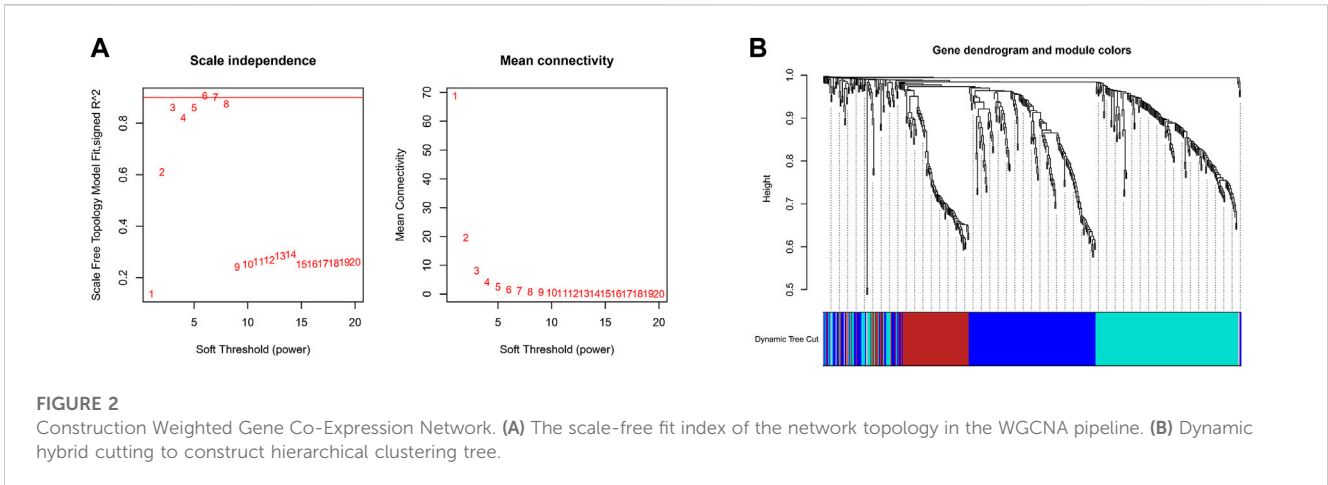 A
Scale independence
Scale Free Topology Model Fit,signed R^2
0.8
0.6
0.4
0.2
1
2
3
4
5
6
7
8
9 10 11 12 13 14 15 16 17 18 19 20
5 10 15 20
Soft Threshold (power)
Mean connectivity
Mean Connectivity
70
60
50
40
30
20
10
0
1
2
3
4
5
6 7 8 9 10 11 12 13 14 15 16 17 18 19 20
5 10 15 20
Soft Threshold (power)
B
Gene dendrogram and module colors
Height
1.0
0.9
0.8
0.7
0.6
0.5
Dynamic Tree Cut
FIGURE 2
Construction Weighted Gene Co-Expression Network. (A) The scale-free fit index of the network topology in the WGCNA pipeline. (B) Dynamic
hybrid cutting to construct hierarchical clustering tree.